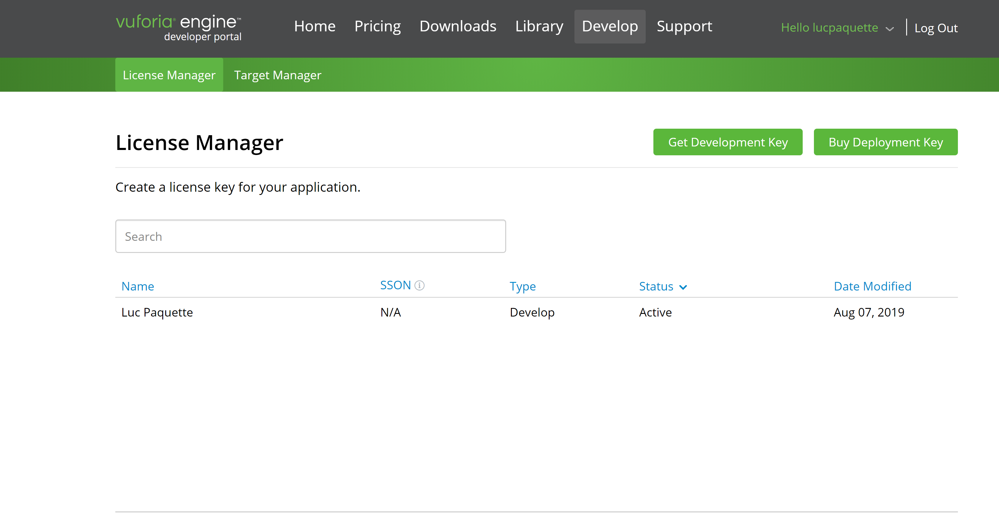 vuforia® engine™
developer portal
Home Pricing Downloads Library Develop Support
Hello lucpaquette Log Out
License Manager Target Manager
License Manager
Get Development Key Buy Deployment Key
Create a license key for your application.
Search
Name SSON Type Status Date Modified
Luc Paquette N/A Develop Active Aug 07, 2019